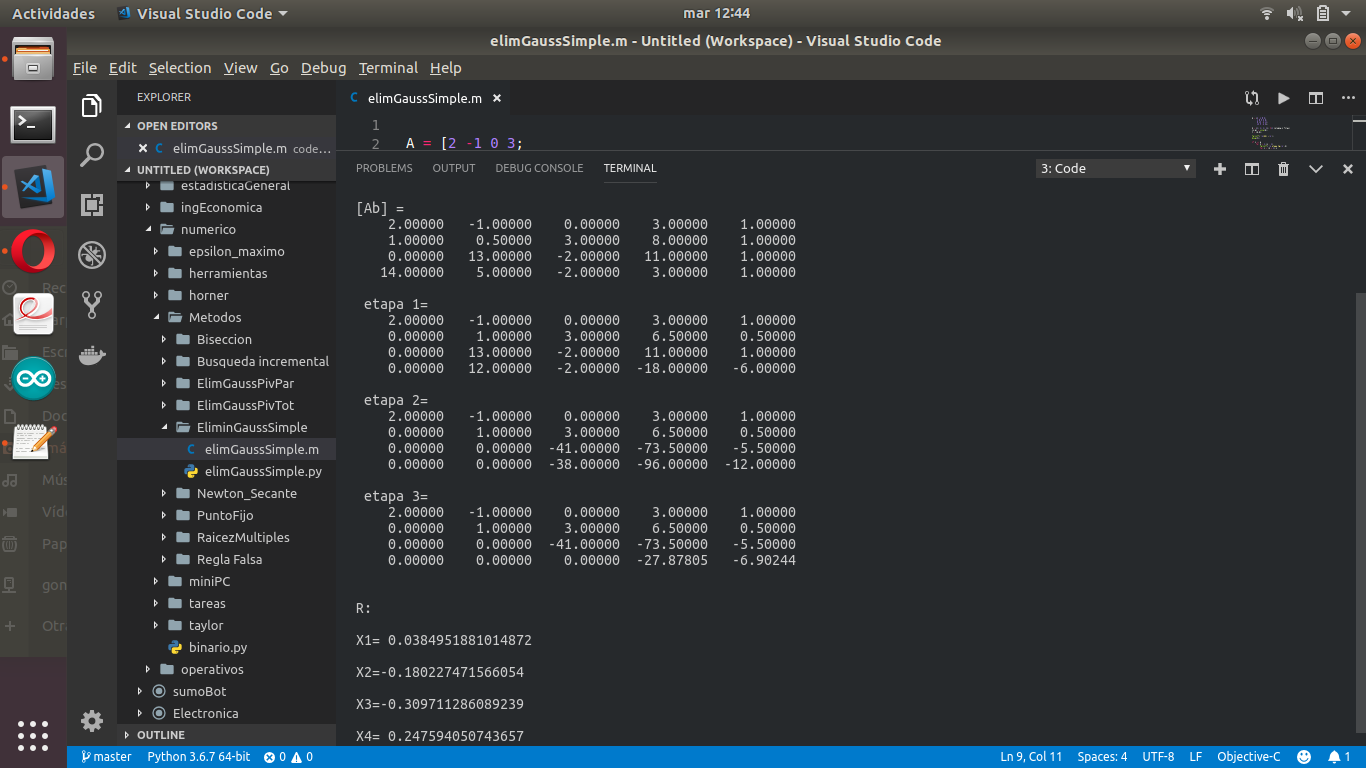 Actividades Visual Studio Code mar 12:44
elimGaussSimple.m - Untitled (Workspace) - Visual Studio Code
File Edit Selection View Go Debug Terminal Help
EXPLORER
OPEN EDITORS
elimGaussSimple.m code...
UNTITLED (WORKSPACE)
estadisticaGeneral
ingEconomica
numerico
epsilon_maximo
herramientas
horner
Metodos
Biseccion
Busqueda incremental
ElimGaussPivPar
ElimGaussPivTot
EliminGaussSimple
elimGaussSimple.m
elimGaussSimple.py
Newton_Secante
PuntoFijo
RaicezMultiples
Regla Falsa
miniPC
tareas
taylor
binario.py
operativos
sumoBot
Electronica
OUTLINE
elimGaussSimple.m
1
2 A = [2 -1 0 3;
PROBLEMS OUTPUT DEBUG CONSOLE TERMINAL 3: Code
[Ab] =
2.00000 -1.00000 0.00000 3.00000 1.00000
1.00000 0.50000 3.00000 8.00000 1.00000
0.00000 13.00000 -2.00000 11.00000 1.00000
14.00000 5.00000 -2.00000 3.00000 1.00000
etapa 1=
2.00000 -1.00000 0.00000 3.00000 1.00000
0.00000 1.00000 3.00000 6.50000 0.50000
0.00000 13.00000 -2.00000 11.00000 1.00000
0.00000 12.00000 -2.00000 -18.00000 -6.00000
etapa 2=
2.00000 -1.00000 0.00000 3.00000 1.00000
0.00000 1.00000 3.00000 6.50000 0.50000
0.00000 0.00000 -41.00000 -73.50000 -5.50000
0.00000 0.00000 -38.00000 -96.00000 -12.00000
etapa 3=
2.00000 -1.00000 0.00000 3.00000 1.00000
0.00000 1.00000 3.00000 6.50000 0.50000
0.00000 0.00000 -41.00000 -73.50000 -5.50000
0.00000 0.00000 0.00000 -27.87805 -6.90244
R:
X1= 0.0384951881014872
X2=-0.180227471566054
X3=-0.309711286089239
X4= 0.247594050743657
master Python 3.6.7 64-bit 0 0 Ln 9, Col 11 Spaces: 4 UTF-8 LF Objective-C 1